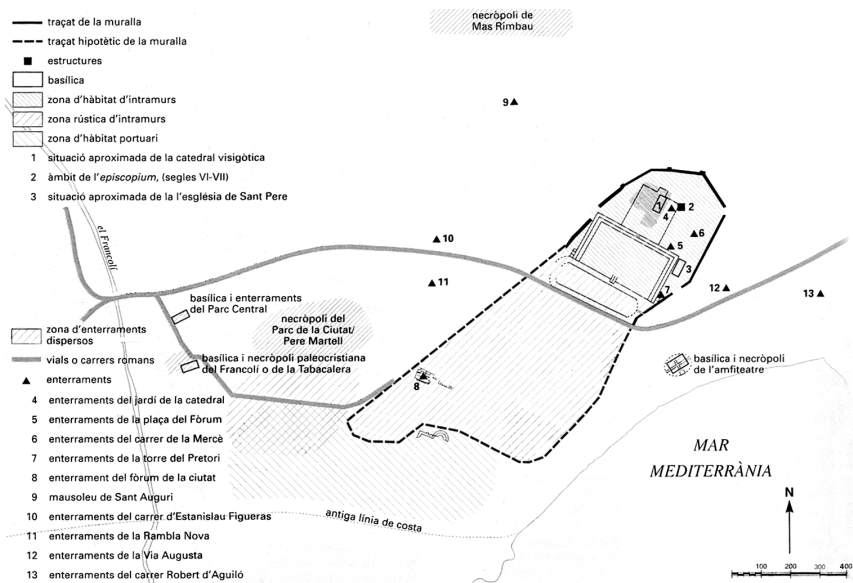 traçat de la muralla
traçat hipotètic de la muralla
estructures
basílica
zona d'hàbitat d'intramurs
zona rústica d'intramurs
zona d'hàbitat portuari
1 situació aproximada de la catedral visigòtica
2 àmbit de l'episcopium, (segles VI-VII)
3 situació aproximada de la l'església de Sant Pere
zona d'enterraments
dispersos
vials o carrers romans
enterraments
4 enterraments del jardí de la catedral
5 enterraments de la plaça del Fòrum
6 enterraments del carrer de la Mercè
7 enterraments de la torre del Pretori
8 enterrament del fòrum de la ciutat
9 mausoleu de Sant Auguri
10 enterraments del carrer d'Estanislau Figueras
11 enterraments de la Rambla Nova
12 enterraments de la Via Augusta
13 enterraments del carrer Robert d'Aguiló
necròpoli de
Mas Rimbau
9
1
2
4
6
5
3
7
12
13
10
11
el Francolí
basílica i enterraments
del Parc Central
necròpoli del
Parc de la Ciutat/
Pere Martell
basílica i necròpoli paleocristiana
del Francolí o de la Tabacalera
8
basílica i necròpoli
de l'amfiteatre
MAR
MEDITERRÀNIA
antiga línia de costa
N
100 200 300 400